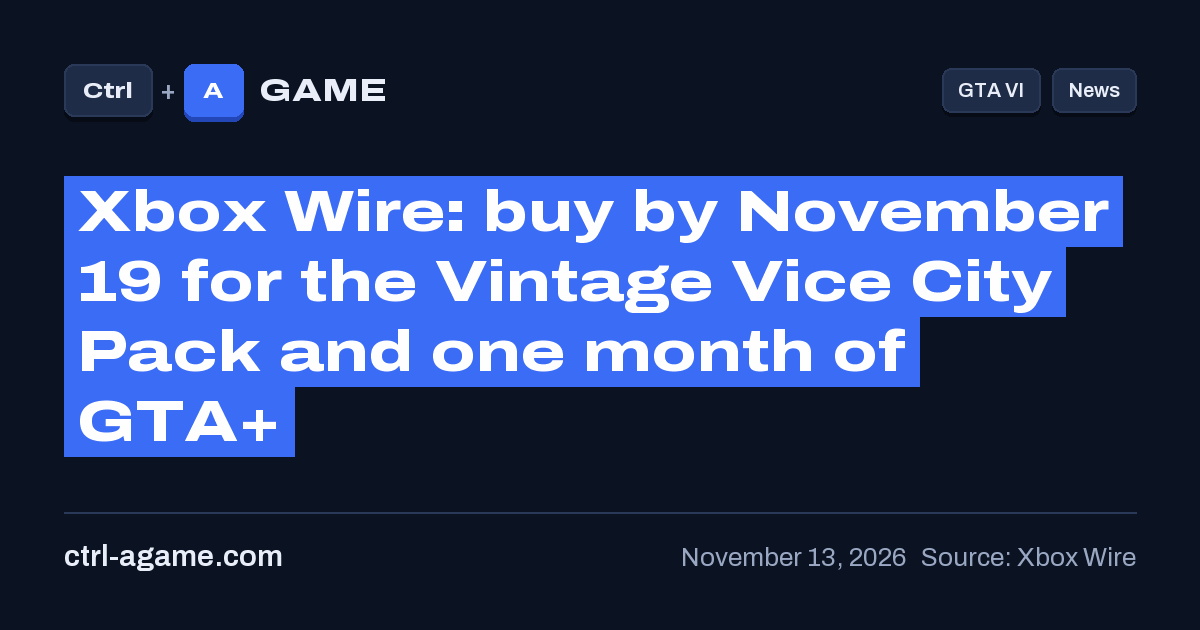 Ctrl + A GAME
GTA VI News
Xbox Wire: buy by November
19 for the Vintage Vice City
Pack and one month of
GTA+
ctrl-agame.com
November 13, 2026 Source: Xbox Wire